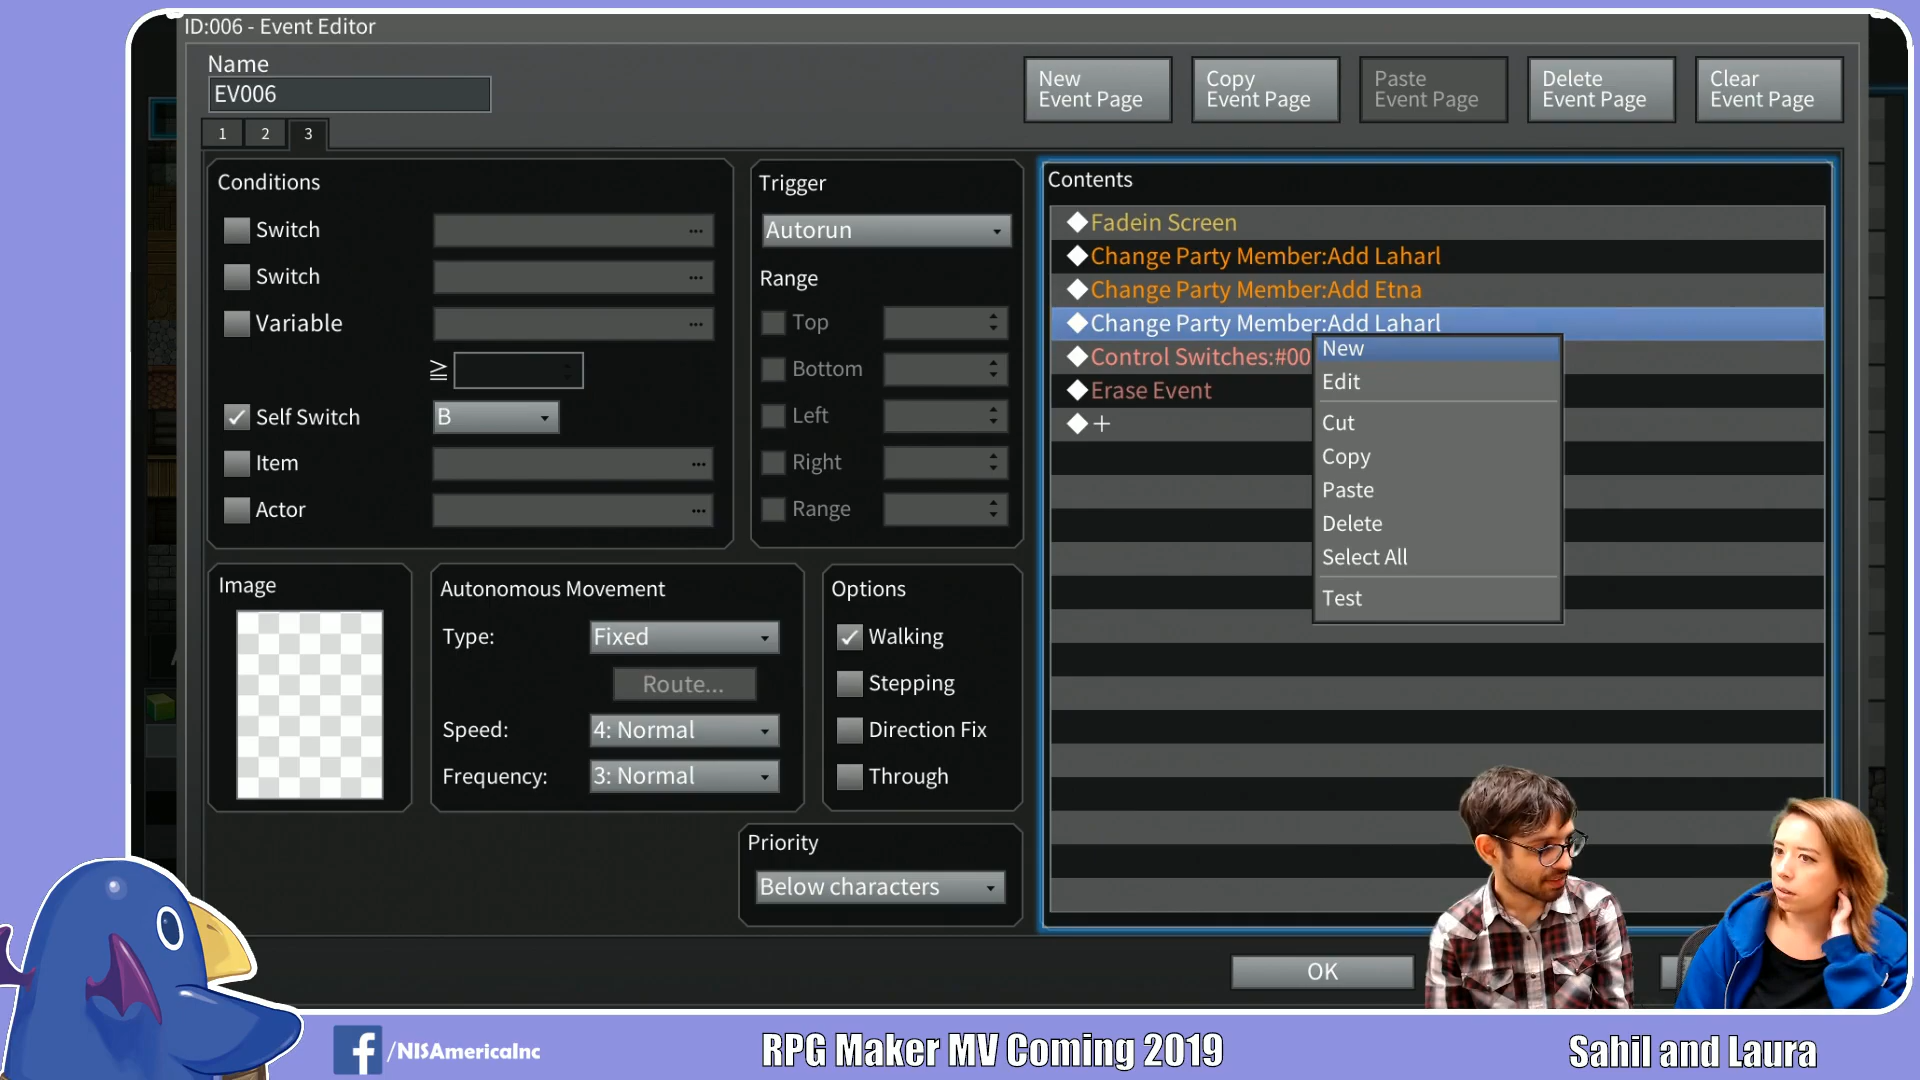 ID:006 - Event Editor
Name
EV006
New
Event Page
Copy
Event Page
Paste
Event Page
Delete
Event Page
Clear
Event Page
1
2
3
Conditions
Switch
...
Switch
...
Variable
...
≧
Self Switch
B
Item
...
Actor
...
Trigger
Autorun
Range
Top
Bottom
Left
Right
Range
Contents
◆Fadein Screen
◆Change Party Member:Add Laharl
◆Change Party Member:Add Etna
◆Change Party Member:Add Laharl
◆Control Switches:#00
◆Erase Event
◆+
New
Edit
Cut
Copy
Paste
Delete
Select All
Test
Image
Autonomous Movement
Type:
Fixed
Route...
Speed:
4: Normal
Frequency:
3: Normal
Options
Walking
Stepping
Direction Fix
Through
Priority
Below characters
OK
f /NISAmericaInc
RPG Maker MV Coming 2019
Sahil and Laura